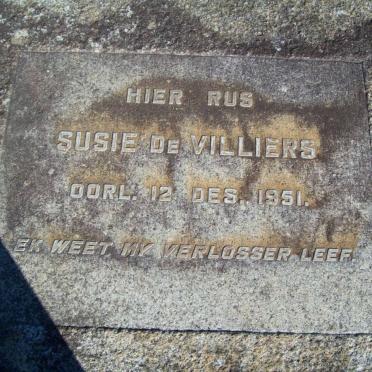 HIER RUS
SUSIE DE VILLIERS
OORL. 12 DES. 1951.
EK WEET MY VERLOSSER LEEF.